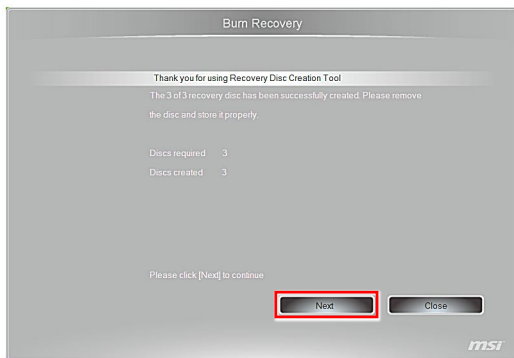 Burn Recovery
Thank you for using Recovery Disc Creation Tool
The 3 of 3 recovery disc has been successfully created. Please remove
the disc and store it properly.
Discs required 3
Discs created 3
Please click [Next] to continue
Next Close
msi